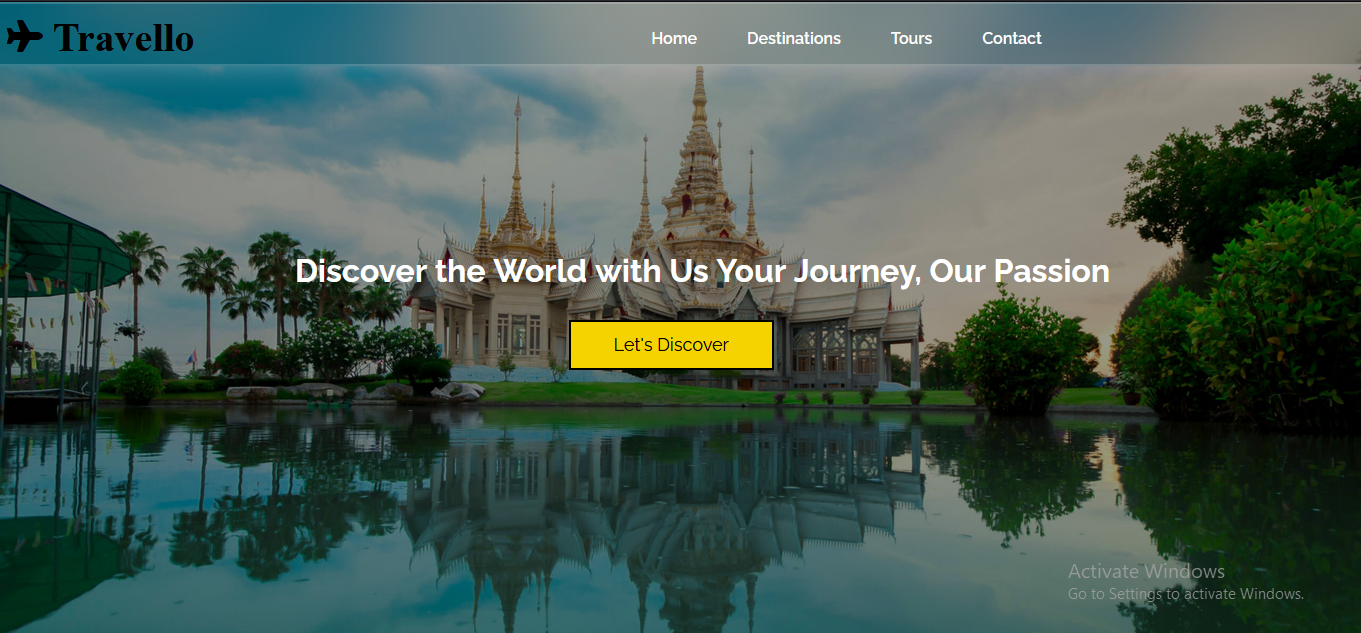 Travello
Home Destinations Tours Contact
Discover the World with Us Your Journey, Our Passion
Let's Discover
Activate Windows
Go to Settings to activate Windows.